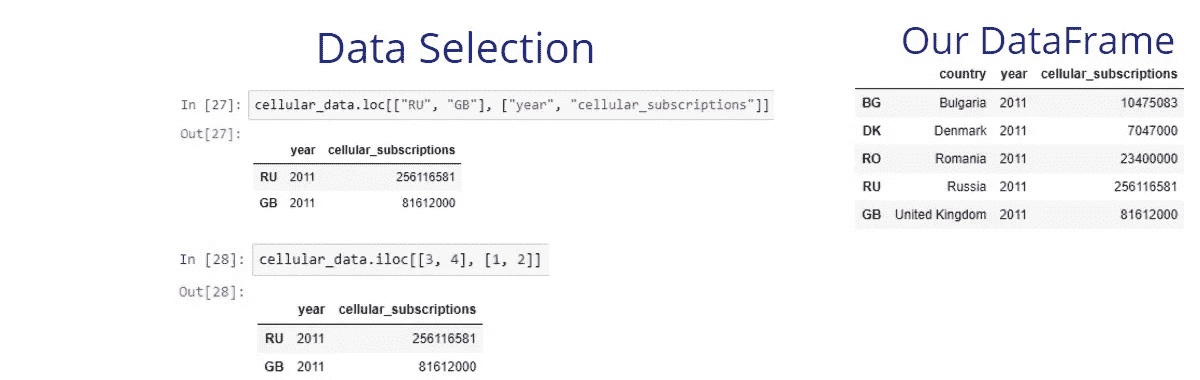 Data Selection
In [27]: cellular_data.loc[["RU", "GB"], ["year", "cellular_subscriptions"]]
Out[27]:
year cellular_subscriptions
RU 2011 256116581
GB 2011 81612000
In [28]: cellular_data.iloc[[3, 4], [1, 2]]
Out[28]:
year cellular_subscriptions
RU 2011 256116581
GB 2011 81612000
Our DataFrame
country year cellular_subscriptions
BG Bulgaria 2011 10475083
DK Denmark 2011 7047000
RO Romania 2011 23400000
RU Russia 2011 256116581
GB United Kingdom 2011 81612000